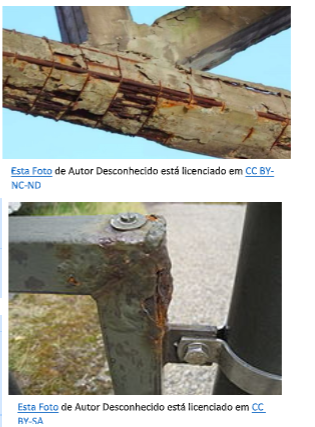 Esta Foto de Autor Desconhecido está licenciado em CC BY-
NC-ND
Esta Foto de Autor Desconhecido está licenciado em CC
BY-SA